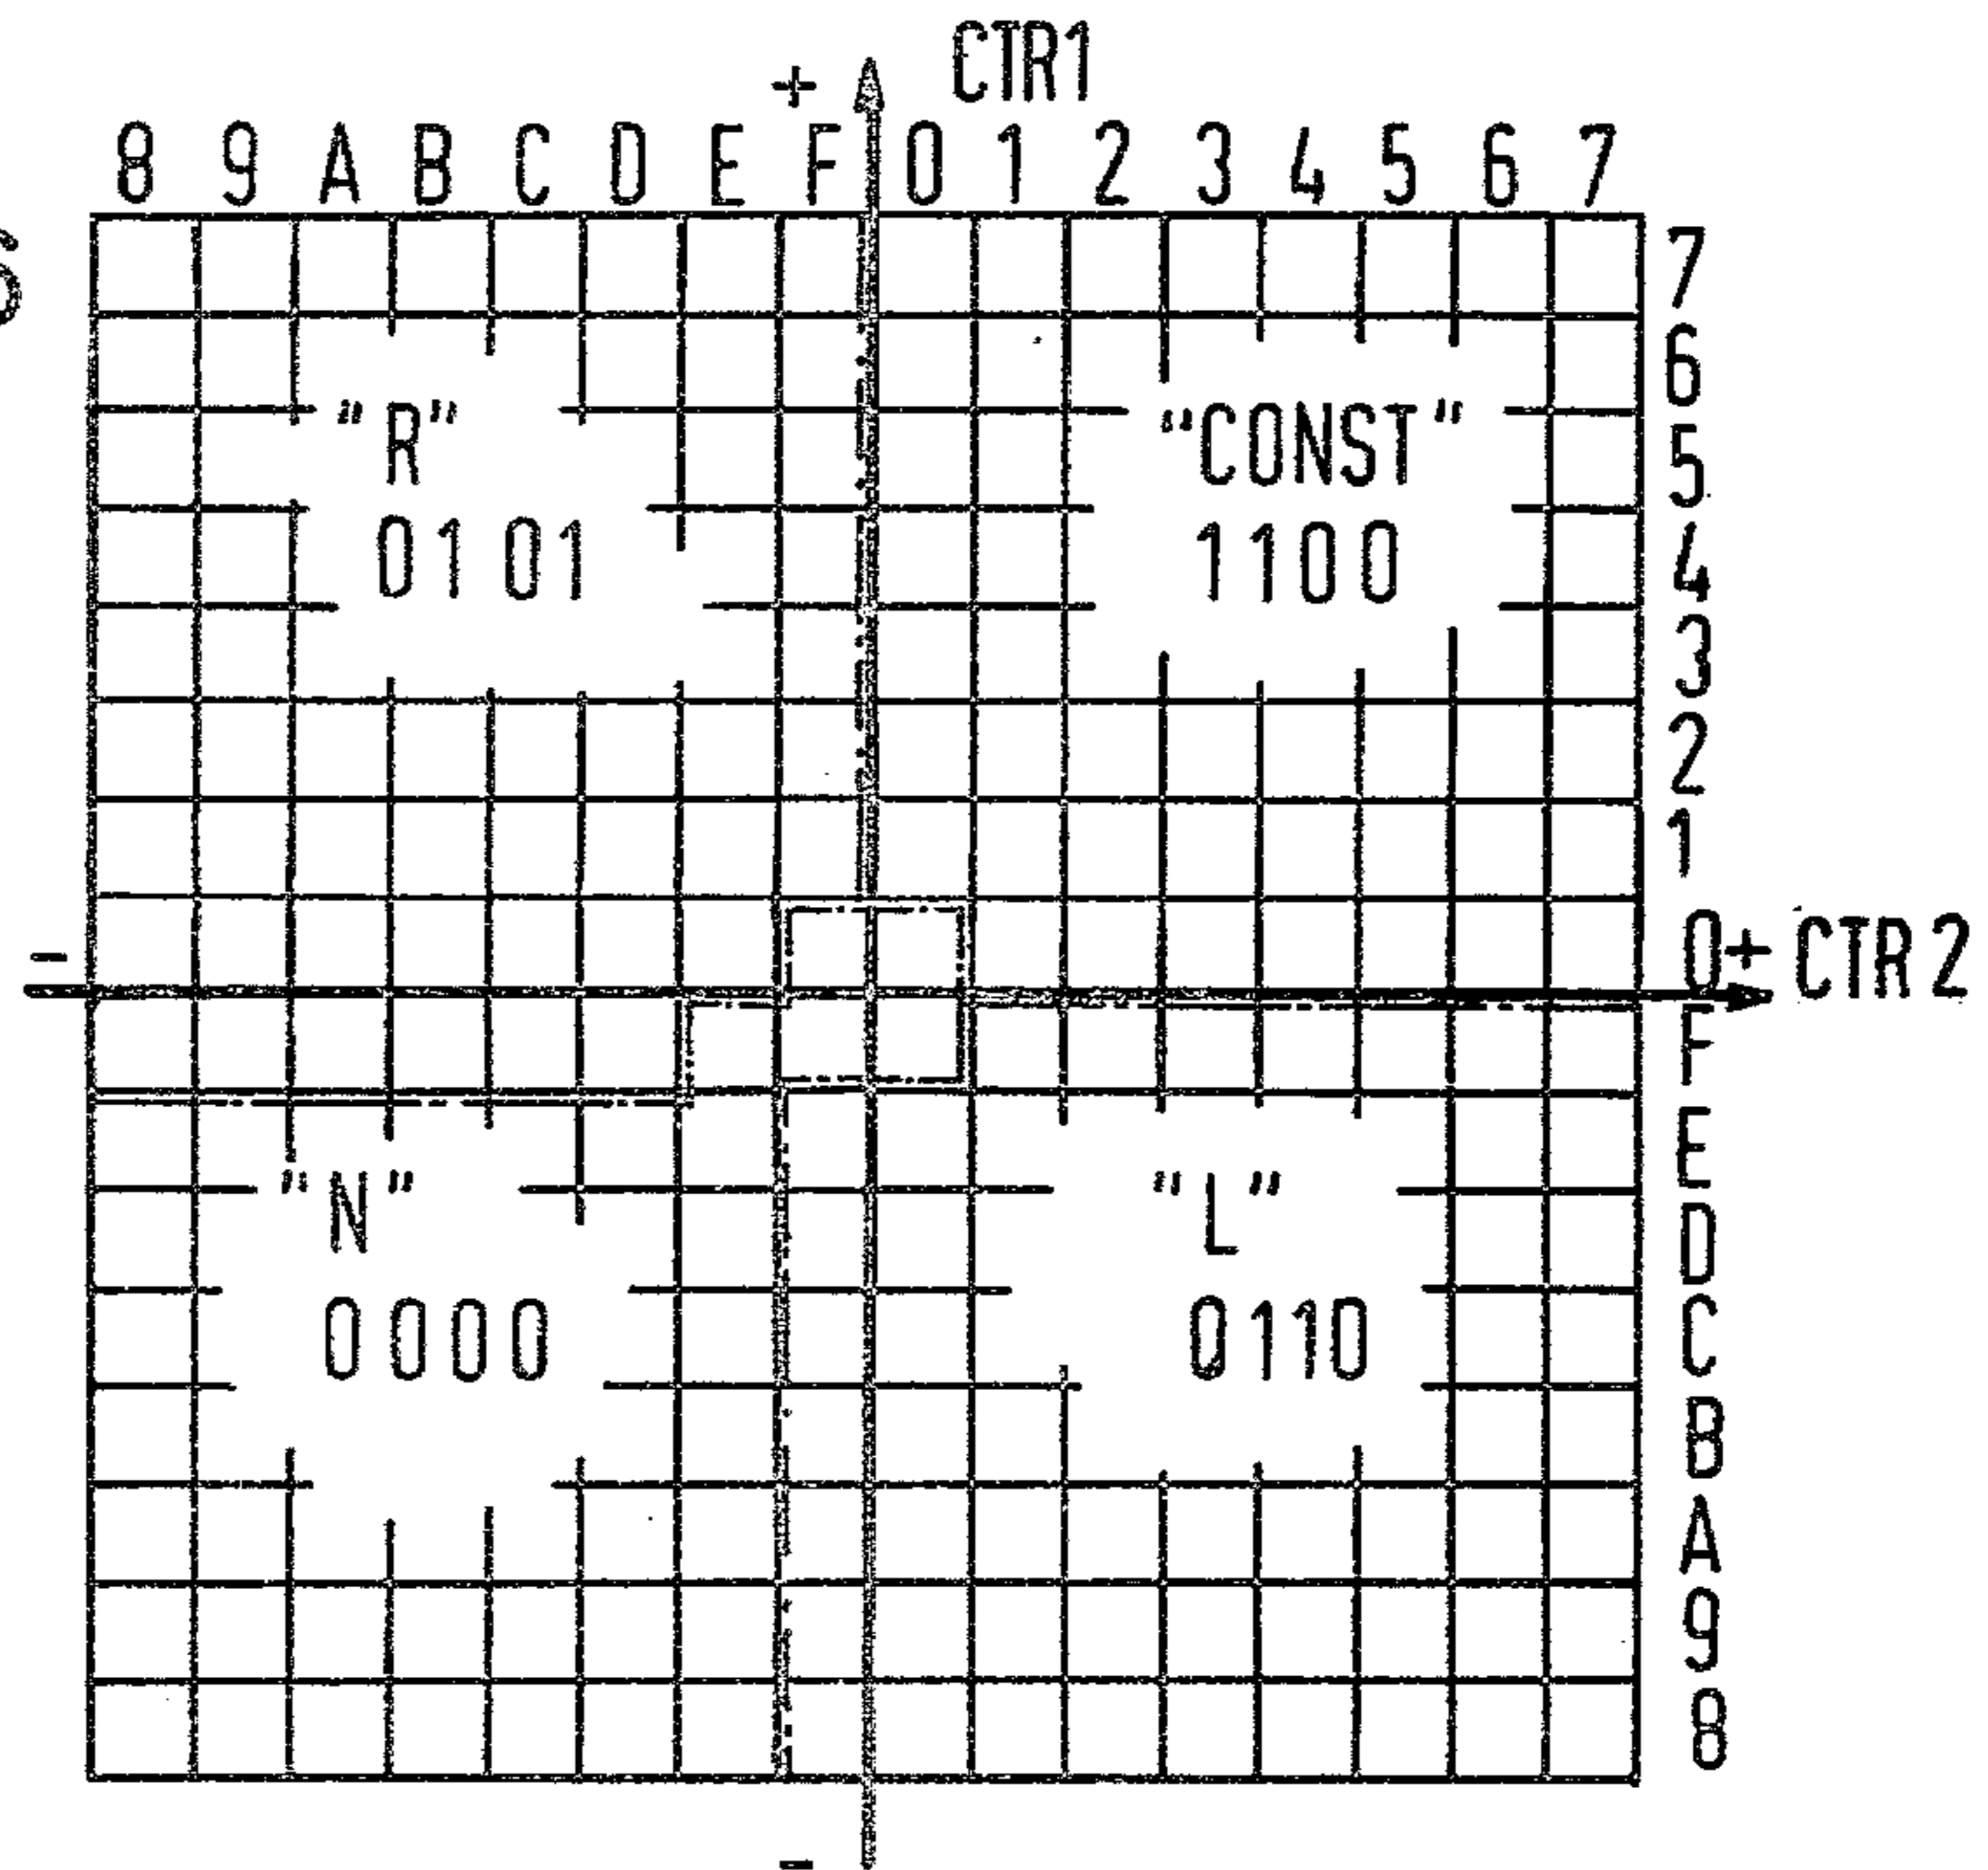 + CTR1
8 9 A B C D E F 0 1 2 3 4 5 6 7
7
6
"R" "CONST"
5
0101 1100
4
3
2
1
- 0+ CTR 2
F
E
"N" "L"
D
0000 0110
C
B
A
9
8
-